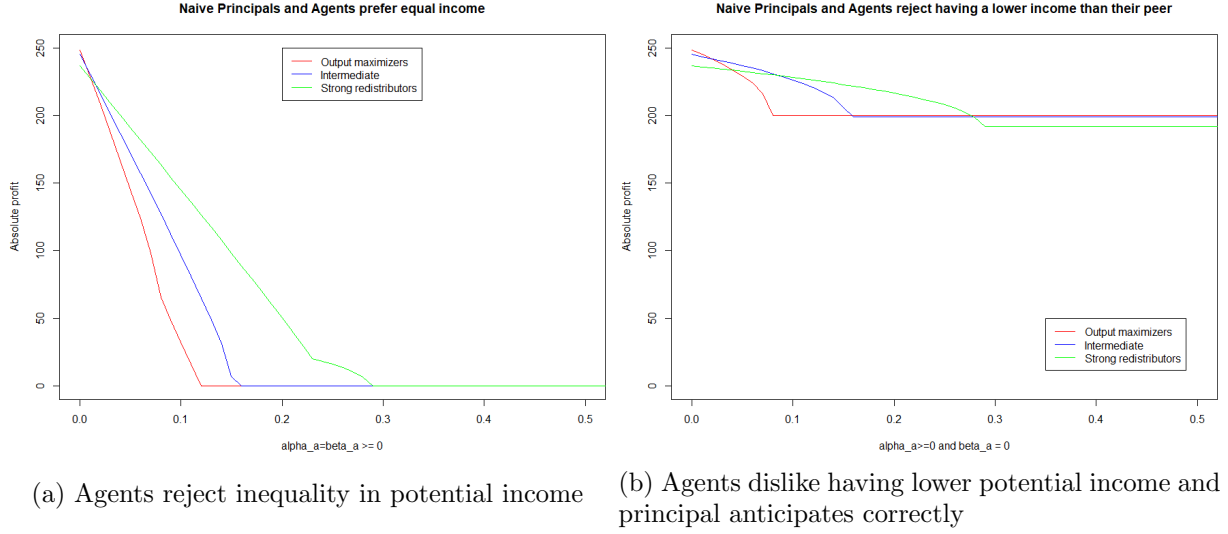 Naive Principals and Agents prefer equal income
250
200
150
100
50
0
Absolute profit
Output maximizers
Intermediate
Strong redistributors
0.0 0.1 0.2 0.3 0.4 0.5
alpha_a=beta_a >= 0
(a) Agents reject inequality in potential income
Naive Principals and Agents reject having a lower income than their peer
250
200
150
100
50
0
Absolute profit
Output maximizers
Intermediate
Strong redistributors
0.0 0.1 0.2 0.3 0.4 0.5
alpha_a>=0 and beta_a = 0
(b) Agents dislike having lower potential income and
principal anticipates correctly